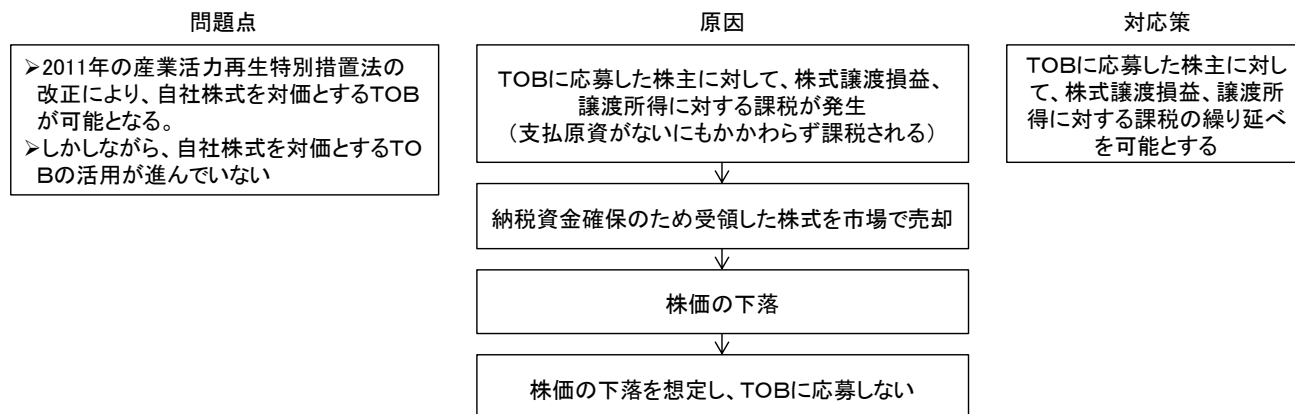 問題点
➢2011年の産業活力再生特別措置法の
改正により、自社株式を対価とするTOB
が可能となる。
➢しかしながら、自社株式を対価とするTO
Bの活用が進んでいない
原因
TOBに応募した株主に対して、株式譲渡損益、
譲渡所得に対する課税が発生
（支払原資がないにもかかわらず課税される）
納税資金確保のため受領した株式を市場で売却
株価の下落
株価の下落を想定し、TOBに応募しない
対応策
TOBに応募した株主に対し
て、株式譲渡損益、譲渡所
得に対する課税の繰り延べ
を可能とする